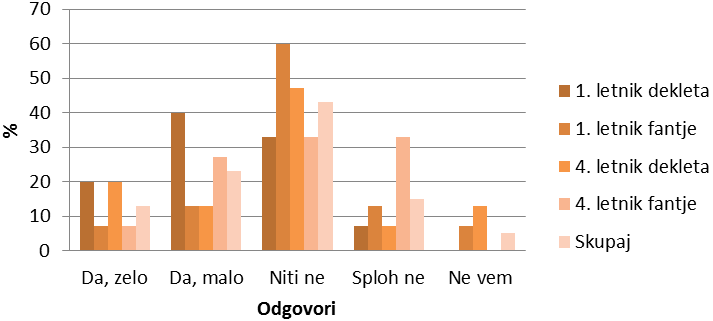 70
60
50
40
30
20
10
0
%
Da, zelo
Da, malo
Niti ne
Sploh ne
Ne vem
Odgovori
1. letnik dekleta
1. letnik fantje
4. letnik dekleta
4. letnik fantje
Skupaj